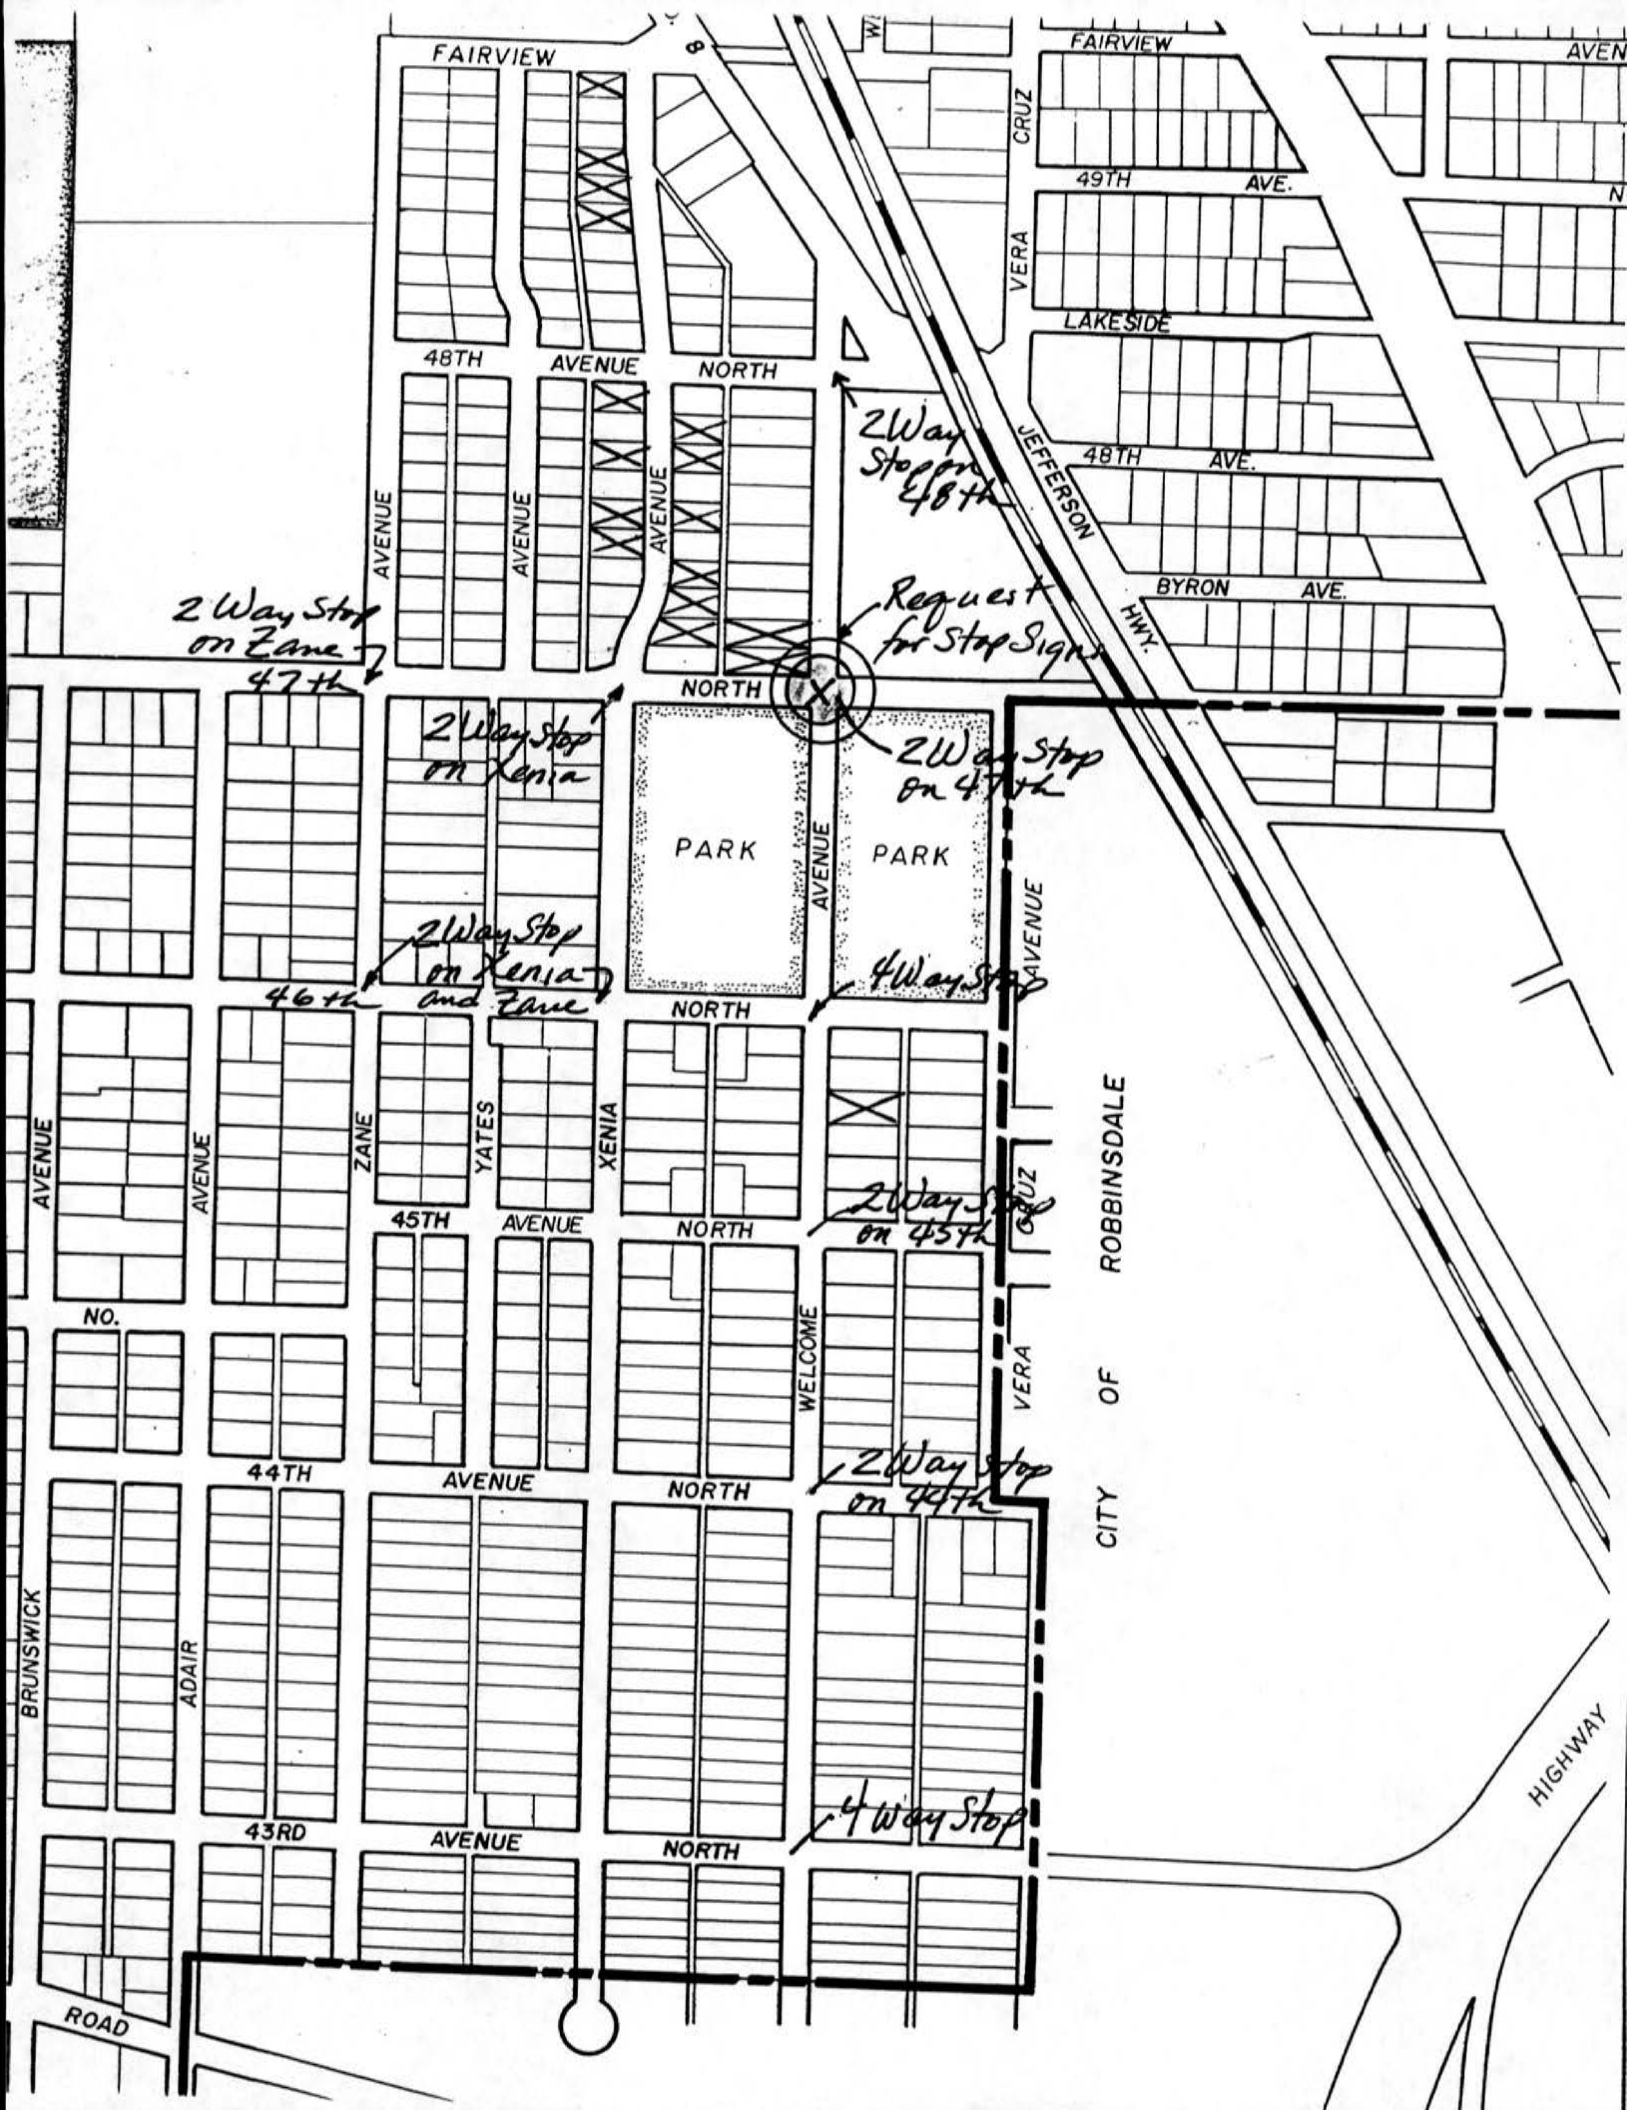 8
WI
FAIRVIEW
FAIRVIEW
AVEN
CRUZ
49TH AVE.
N
VERA
LAKESIDE
48TH AVENUE NORTH
2 Way
Stop on
48th
JEFFERSON
48TH AVE.
AVENUE
AVENUE
AVENUE
BYRON AVE.
HWY.
2 Way Stop
on Zane
Request
for Stop Signs
47th
NORTH
X
2 Way Stop
on Xenia
2 Way Stop
on 47th
PARK
AVENUE
PARK
AVENUE
2 Way Stop
on Xenia
and Zane
4 Way Stop
46th
NORTH
AVENUE
AVENUE
ZANE
YATES
XENIA
CRUZ
CITY OF ROBBINSDALE
2 Way Stop
on 45th
45TH AVENUE NORTH
NO.
WELCOME
VERA
2 Way Stop
on 44th
44TH AVENUE NORTH
BRUNSWICK
ADAIR
HIGHWAY
4 Way Stop
43RD AVENUE NORTH
ROAD